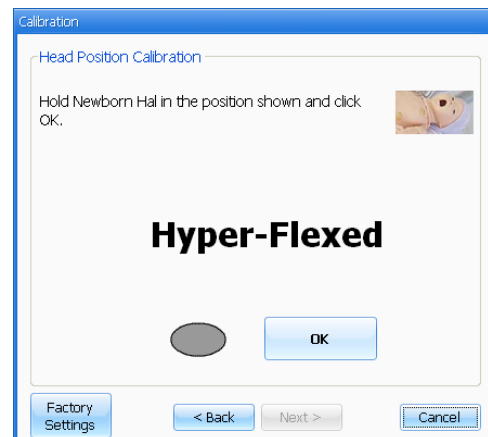 Calibration
Head Position Calibration
Hold Newborn Hal in the position shown and click
OK.
Hyper-Flexed
OK
Factory
Settings
< Back
Next >
Cancel